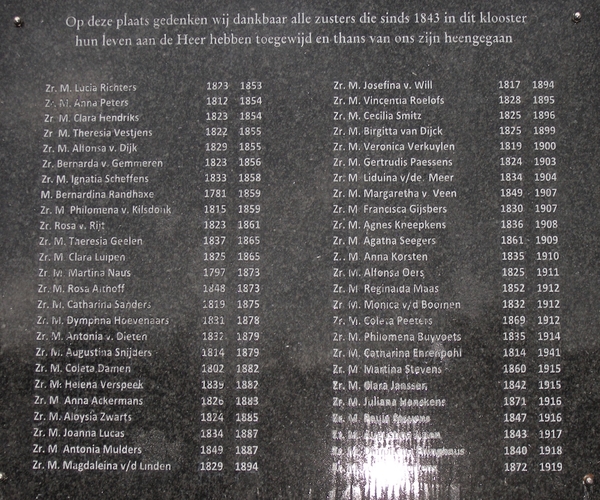 Op deze plaats gedenken wij dankbaar alle zusters die sinds 1843 in dit klooster
hun leven aan de Heer hebben toegewijd en thans van ons zijn heengegaan
Zr. M. Lucia Richters 1823 1853
Zr. M. Anna Peters 1812 1854
Zr. M. Clara Hendriks 1823 1854
Zr M. Theresia Vestjens 1822 1855
Zr. M. Alfonsa v. Dijk 1829 1855
Zr. Bernarda v. Gemmeren 1823 1856
Zr. M. Ignatia Scheffens 1833 1858
M. Bernardina Randhaxe 1781 1859
Zr. M Philomena v. Kilsdonk 1815 1859
Zr. Rosa v. Rijt 1823 1861
Zr. M. Theresia Geelen 1837 1865
Zr. M Clara Luipen 1825 1865
Zr. M Martina Naus 1797 1873
Zr. M. Rosa Althoff 1848 1873
Zr. M. Catharina Sanders 1819 1875
Zr. M. Dymphna Hoevenaars 1831 1878
Zr. M. Antonia v. Dieten 1832 1879
Zr. M. Augustina Snijders 1814 1879
Zr. M. Coleta Damen 1802 1882
Zr. M. Helena Verspeek 1882
Zr. M Anna Ackermans 1826 1883
Zr. M. Aloysia Zwarts 1824 1885
Zr. M. Joanna Lucas 1834 1887
Zr. M Antonia Mulders 1849 1887
Zr. M. Magdaleina v/d Linden 1829 1894
Zr. M. Josefina v. Will 1817 1894
Zr. M. Vincentia Roelofs 1828 1895
Zr. M. Cecilia Smitz 1825 1896
Zr. M. Birgitta van Dijck 1825 1899
Zr. M. Veronica Verkuylen 1819 1900
Zr. M. Gertrudis Paessens 1824 1903
Zr. M. Liduina v/de. Meer 1834 1904
Zr. M. Margaretha v. Veen 1849 1907
Zr. M. Francisca Gijsbers 1830 1907
Zr. M. Agnes Kneepkens 1836 1908
Zr. M. Agatha Seegers 1861 1909
Z. M Anna Korsten 1835 1910
Zr. M. Alfonsa Ders 1825 1911
Zr. M. Reginalda Maas 1852 1912
Zr. M. Monica v/d Boomen 1832 1912
Zr. M. Coleta Peeters 1869 1912
Zr. M. Philomena Buyvoets 1835 1914
Zr. M. Catharina 1814 1941
Zr. M Martina Stevens 1860 1915
Zr. M. Clara Janssen 1842 1915
Zr. M. Juliana 1871 1916
1847 1916
1843 1917
1840 1918
1872 1919